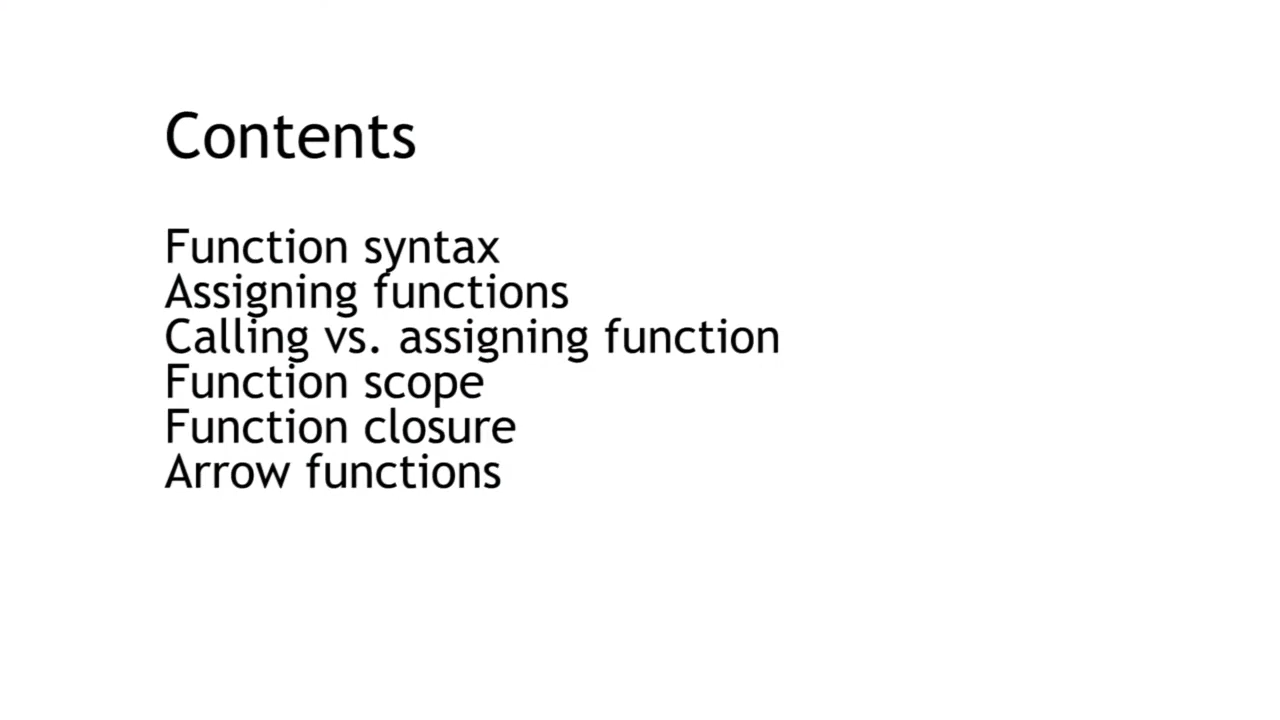 Contents
Function syntax
Assigning functions
Calling vs. assigning function
Function scope
Function closure
Arrow functions